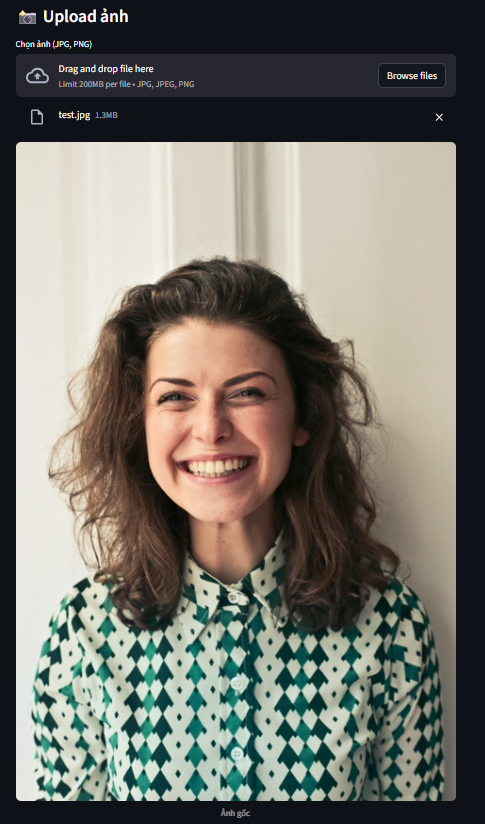 📸 Upload ảnh
Chọn ảnh (JPG, PNG)
Drag and drop file here
Limit 200MB per file • JPG, JPEG, PNG
Browse files
test.jpg 1.3MB
Ảnh gốc